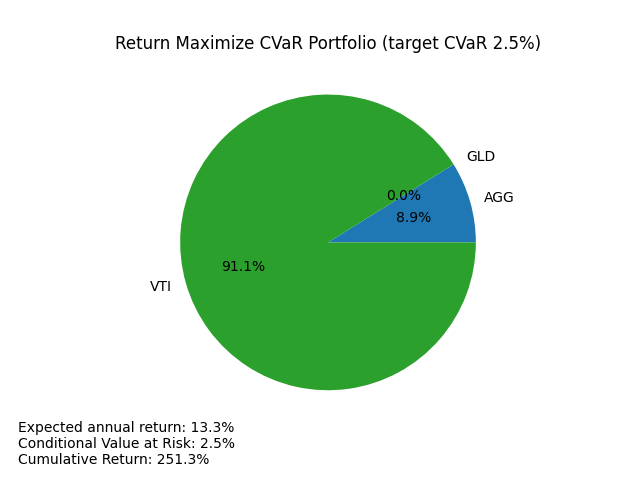 Return Maximize CVaR Portfolio (target CVaR 2.5%)
GLD
0.0%
AGG
8.9%
91.1%
VTI
Expected annual return: 13.3%
Conditional Value at Risk: 2.5%
Cumulative Return: 251.3%